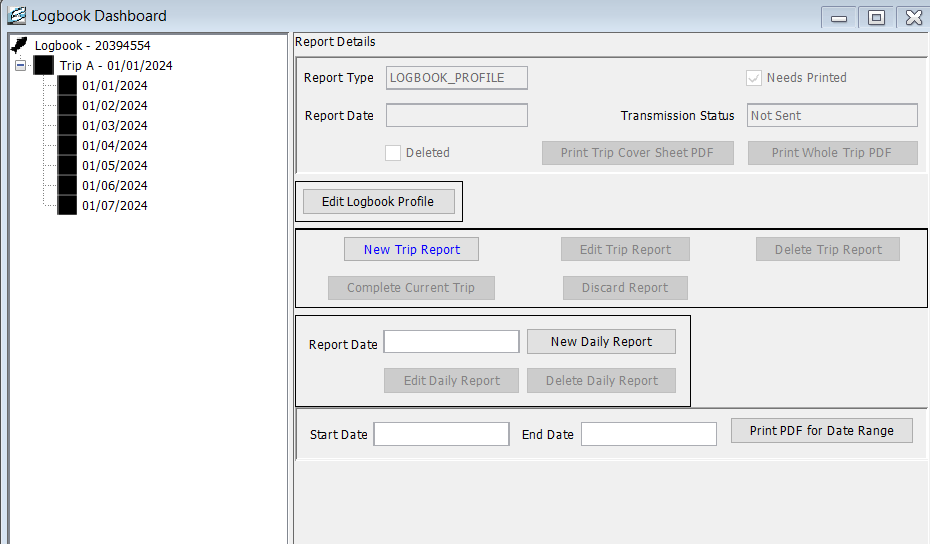 Logbook Dashboard
Logbook - 20394554
Trip A - 01/01/2024
01/01/2024
01/02/2024
01/03/2024
01/04/2024
01/05/2024
01/06/2024
01/07/2024
Report Details
Report Type LOGBOOK_PROFILE Needs Printed
Report Date Transmission Status Not Sent
Deleted Print Trip Cover Sheet PDF Print Whole Trip PDF
Edit Logbook Profile
New Trip Report Edit Trip Report Delete Trip Report
Complete Current Trip Discard Report
Report Date New Daily Report
Edit Daily Report Delete Daily Report
Start Date End Date Print PDF for Date Range